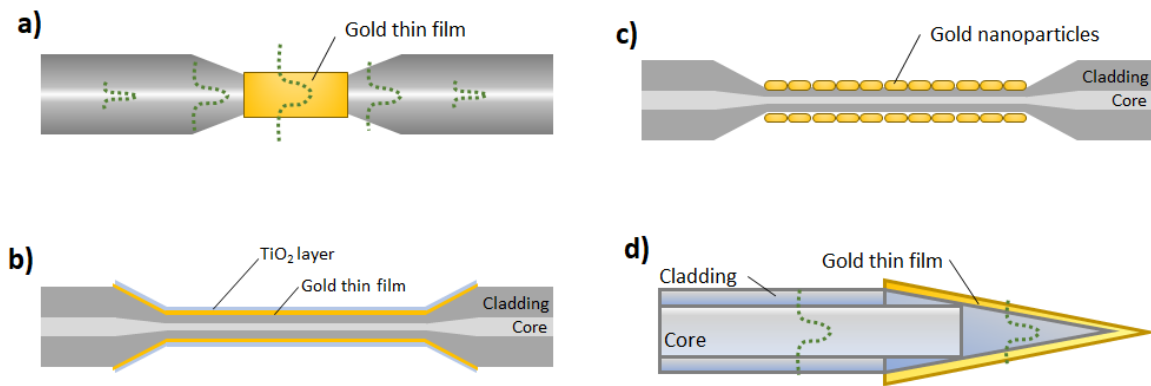 a)
Gold thin film
b)
TiO2 layer
Gold thin film
Cladding
Core
c)
Gold nanoparticles
Cladding
Core
d)
Gold thin film
Cladding
Core